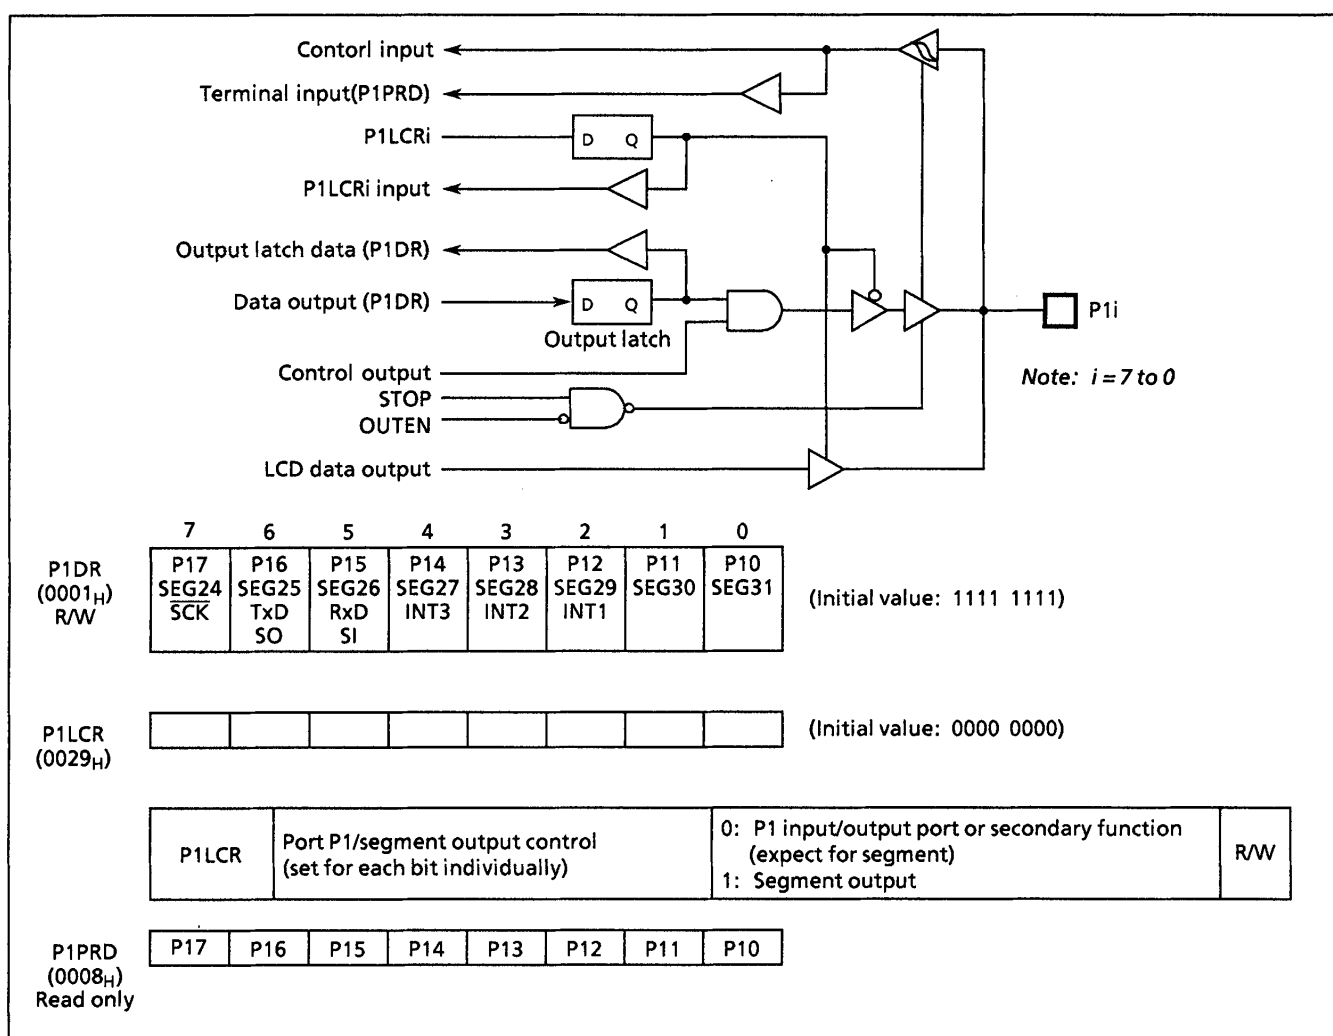 Contorl input
Terminal input(P1PRD)
P1LCRi
D Q
P1LCRi input
Output latch data (P1DR)
Data output (P1DR)
D Q
P1i
Output latch
Control output
Note: i = 7 to 0
STOP
OUTEN
LCD data output
7 6 5 4 3 2 1 0
P1DR
(0001H)
R/W
P17 P16 P15 P14 P13 P12 P11 P10
SEG24 SEG25 SEG26 SEG27 SEG28 SEG29 SEG30 SEG31
SCK TxD RxD INT3 INT2 INT1
SO SI
(Initial value: 1111 1111)
P1LCR
(0029H)
(Initial value: 0000 0000)
P1LCR
Port P1/segment output control
(set for each bit individually)
0: P1 input/output port or secondary function
(expect for segment)
1: Segment output
R/W
P1PRD
(0008H)
Read only
P17 P16 P15 P14 P13 P12 P11 P10